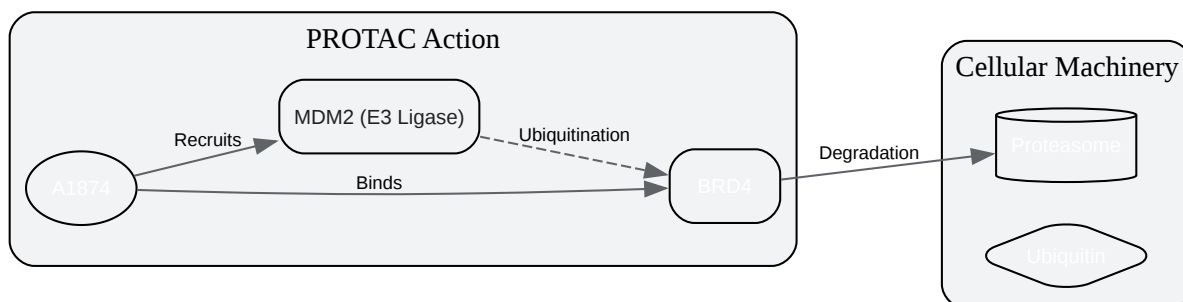 PROTAC Action
MDM2 (E3 Ligase)
Recruits
Ubiquitination
A1874
Binds
BRD4
Degradation
Cellular Machinery
Proteasome
Ubiquitin